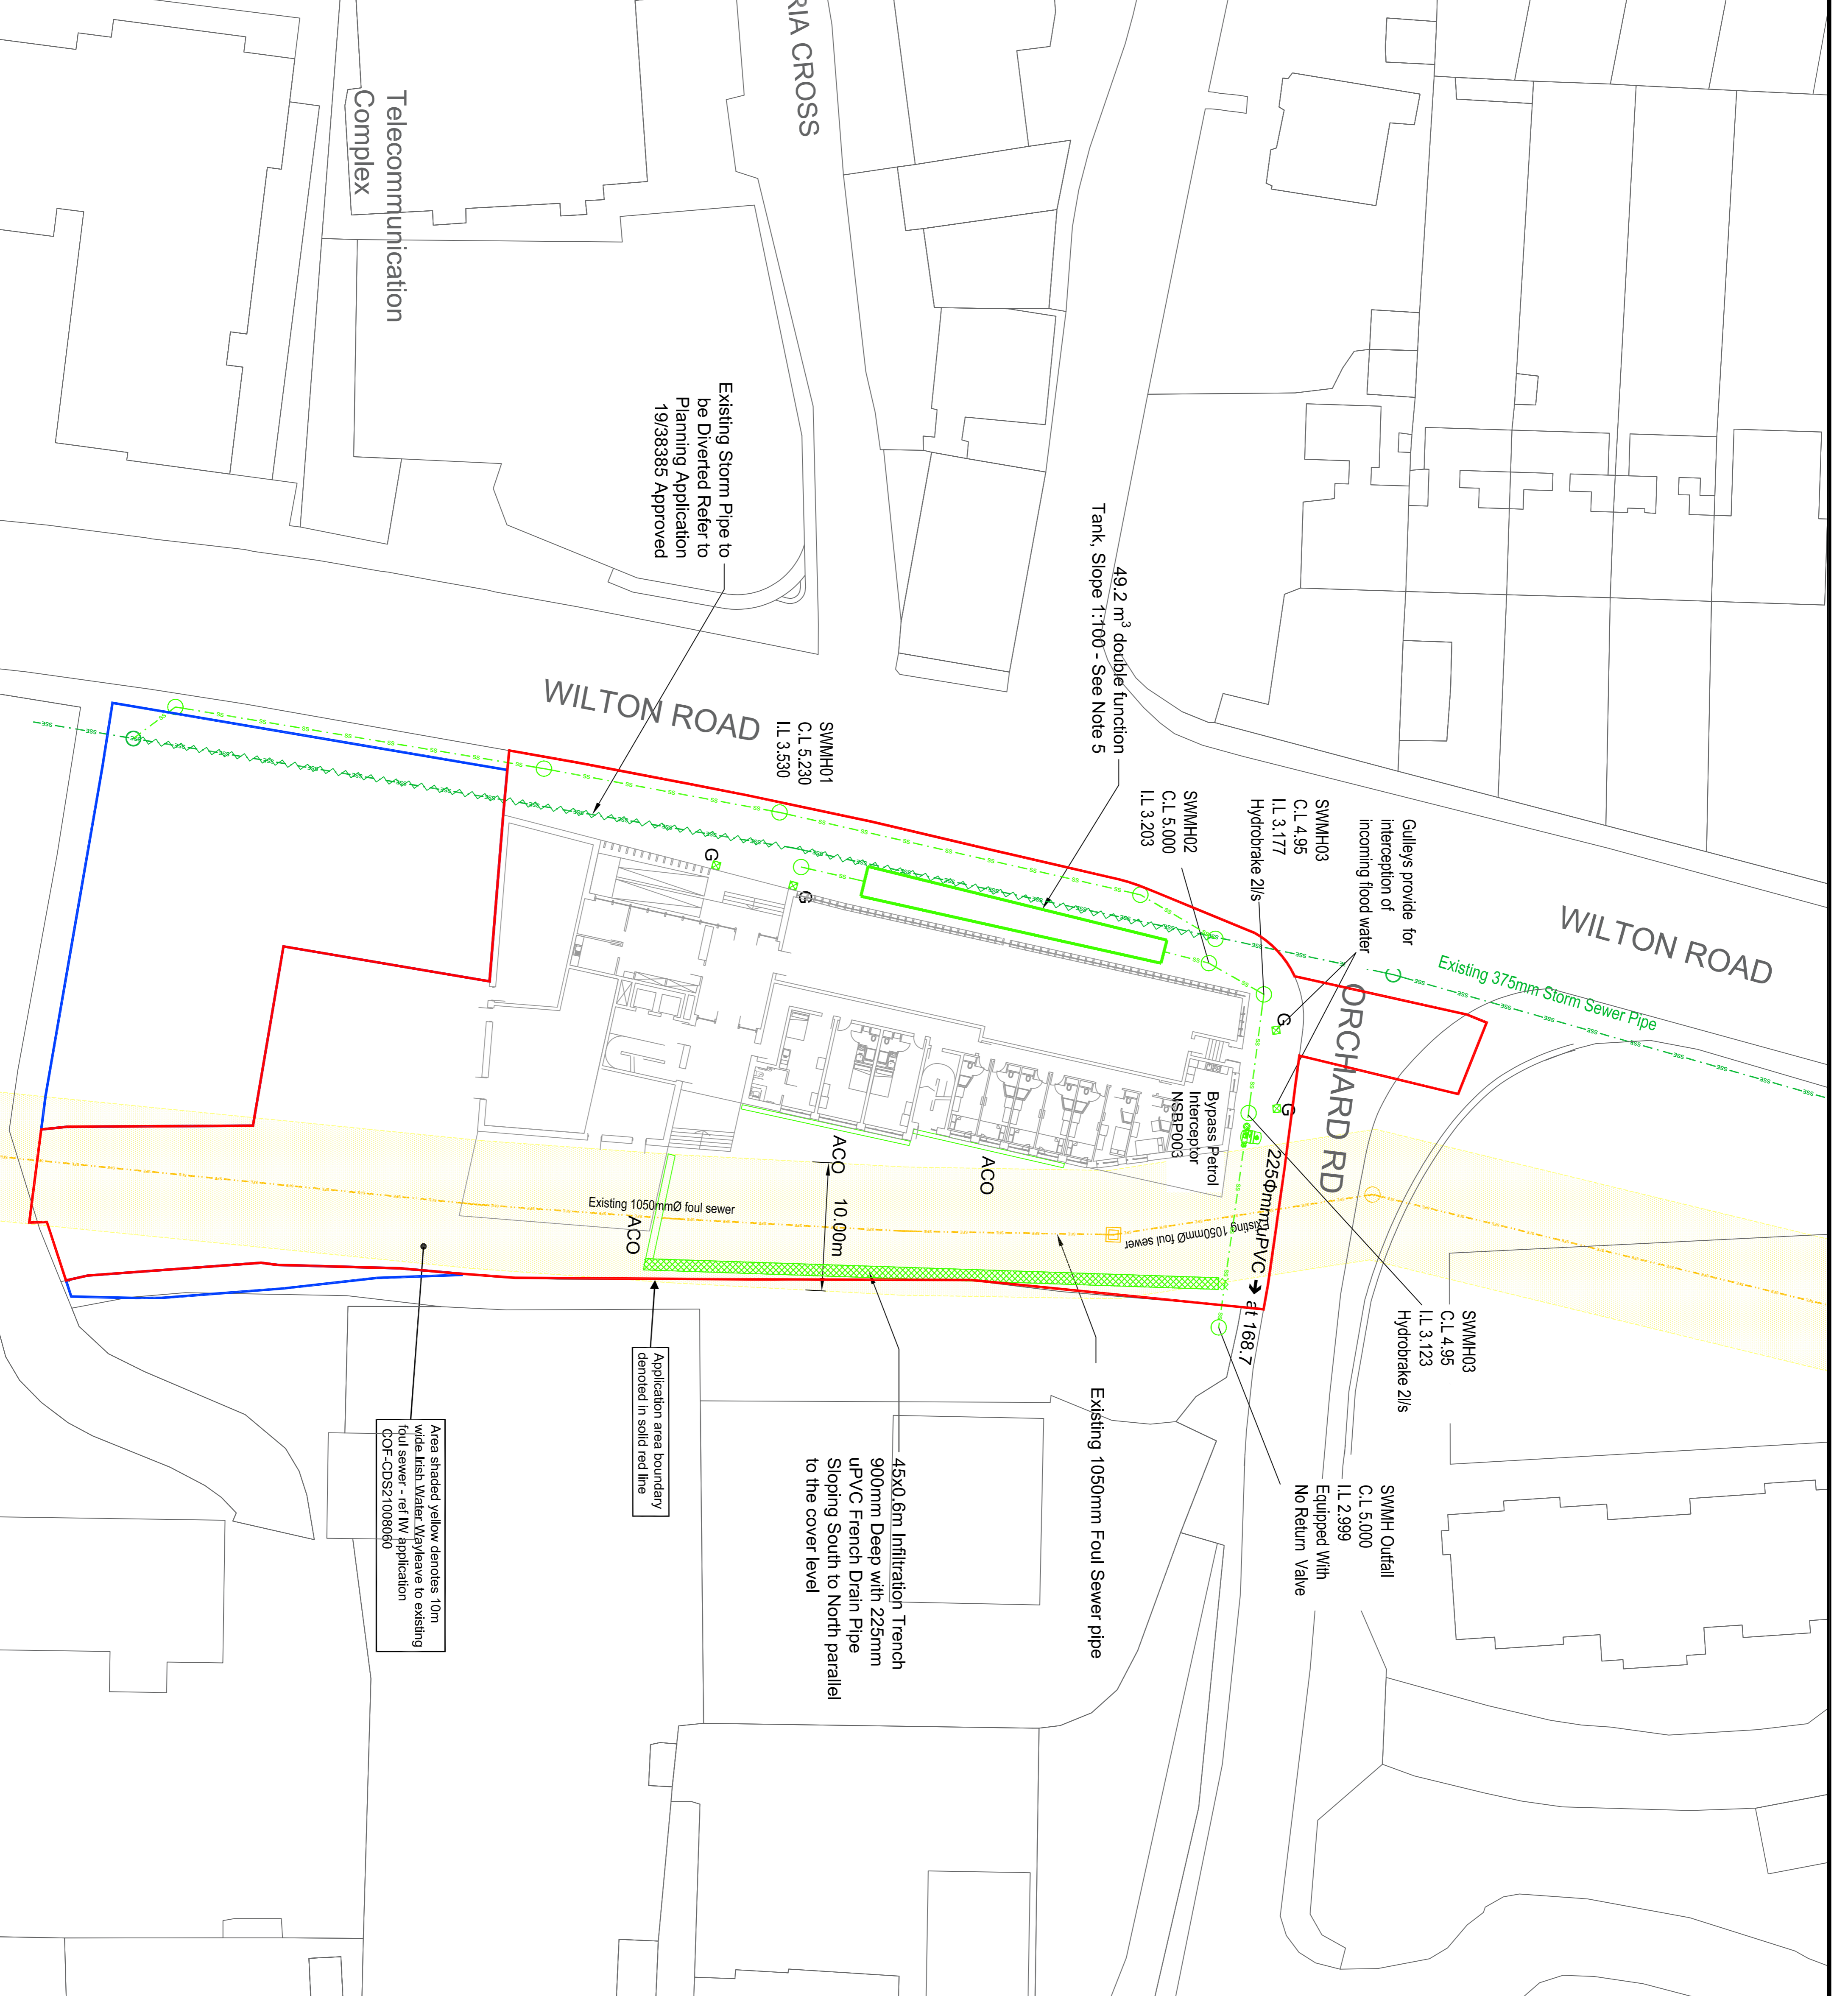 RIA CROSS
Telecommunication
Complex
WILTON ROAD
WILTON ROAD
ORCHARD RD
Existing 375mm Storm Sewer Pipe
Existing Storm Pipe to
be Diverted Refer to
Planning Application
19/38385 Approved
49.2 m³ double function
Tank, Slope 1:100 - See Note 5
SWMH01
C.L 5.230
I.L 3.530
SWMH02
C.L 5.000
I.L 3.203
SWMH03
C.L 4.95
I.L 3.177
Hydrobrake 2l/s
Gulleys provide for
interception of
incoming flood water
G
G
G
G
Bypass Petrol
Interceptor
NSBP003
ACO
ACO
ACO
10.00m
225Φmm uPVC ➔ at 168.7
Existing 1050mmØ foul sewer
Existing 1050mmØ foul sewer
SWMH03
C.L 4.95
I.L 3.123
Hydrobrake 2l/s
SWMH Outfall
C.L 5.000
I.L 2.999
Equipped With
No Return Valve
Existing 1050mm Foul Sewer pipe
45x0.6m Infiltration Trench
900mm Deep with 225mm
uPVC French Drain Pipe
Sloping South to North parallel
to the cover level
Application area boundary
denoted in solid red line
Area shaded yellow denotes 10m
wide Irish Water Wayleave to existing
foul sewer - ref IW application
COF-CDS21008060